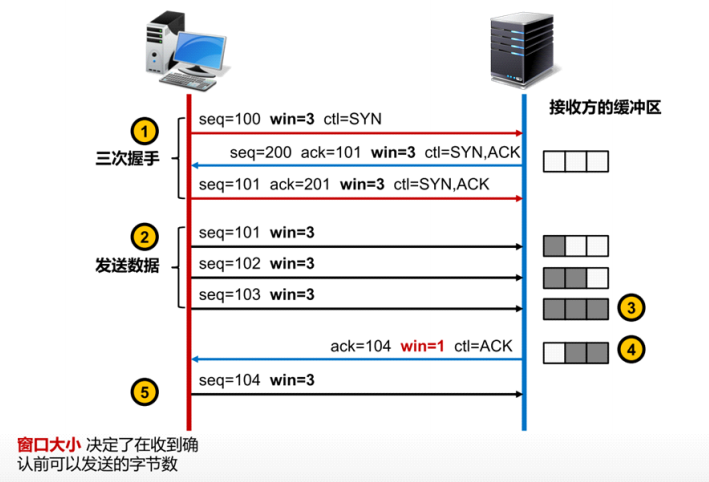 接收方的缓冲区
1
三次握手
seq=100 win=3 ctl=SYN
seq=200 ack=101 win=3 ctl=SYN,ACK
seq=101 ack=201 win=3 ctl=SYN,ACK
2
发送数据
seq=101 win=3
seq=102 win=3
seq=103 win=3
3
ack=104 win=1 ctl=ACK
4
5
seq=104 win=3
窗口大小 决定了在收到确
认前可以发送的字节数